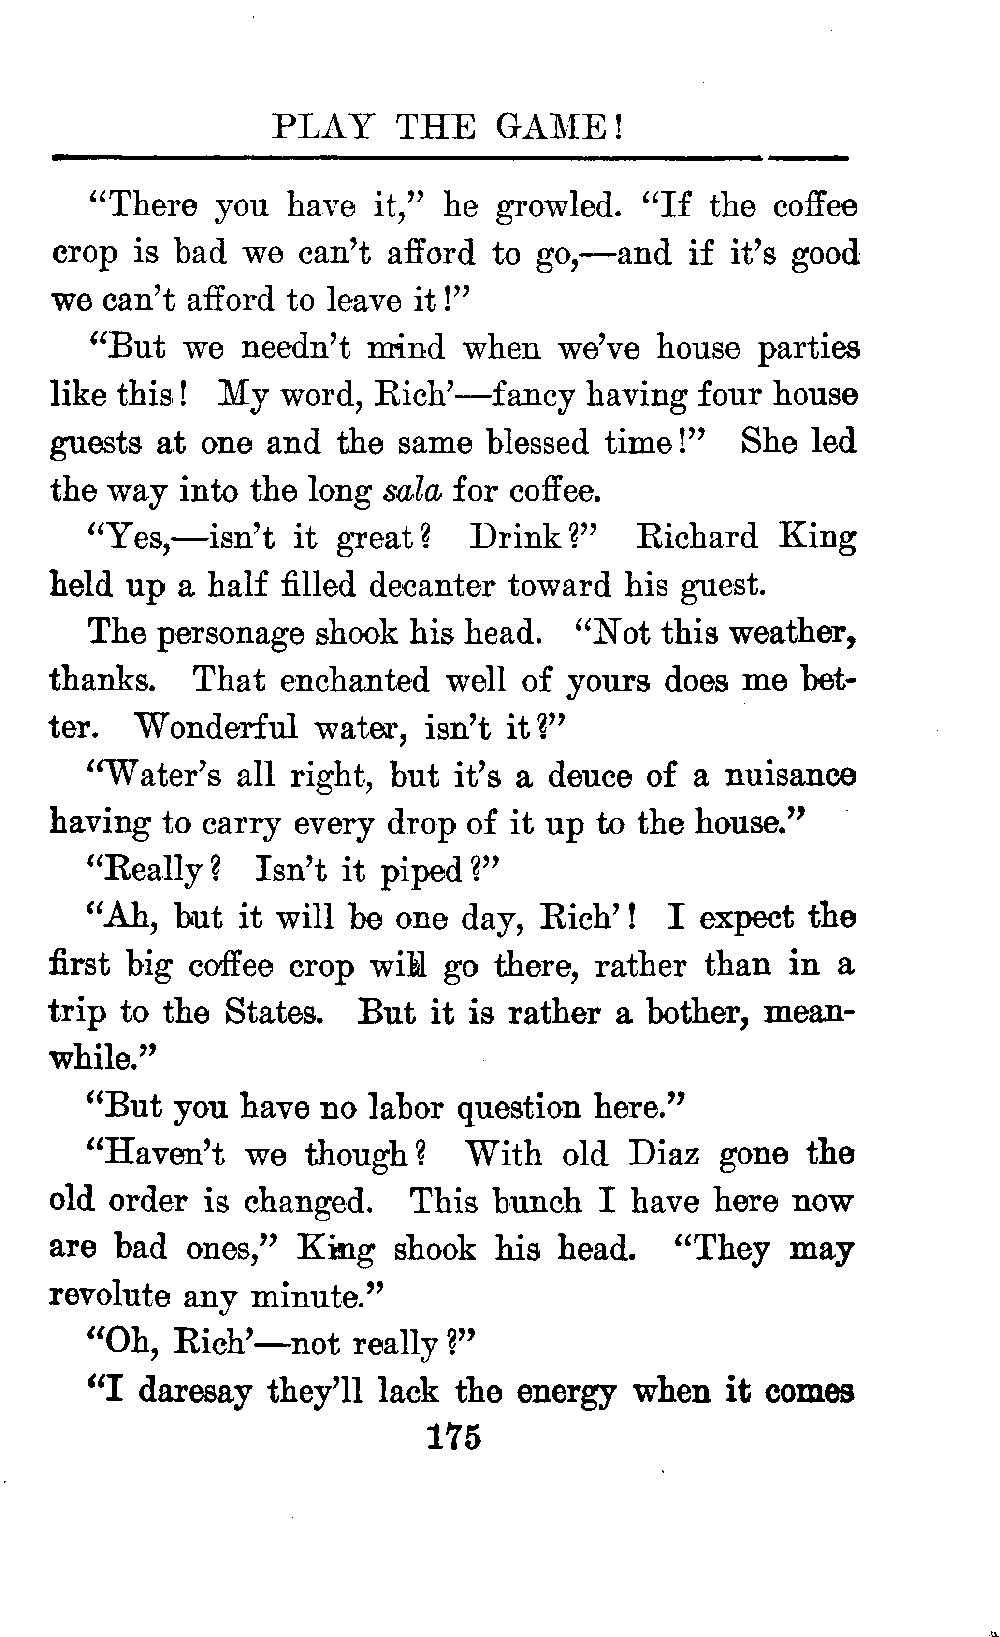 PLAY THE GAME!
“There you have it,” he growled. “If the coffee
crop is bad we can’t afford to go,—and if it’s good
we can’t afford to leave it!”
“But we needn’t mind when we’ve house parties
like this! My word, Rich’—fancy having four house
guests at one and the same blessed time!” She led
the way into the long sala for coffee.
“Yes,—isn’t it great? Drink?” Richard King
held up a half filled decanter toward his guest.
The personage shook his head. “Not this weather,
thanks. That enchanted well of yours does me bet-
ter. Wonderful water, isn’t it?”
“Water’s all right, but it’s a deuce of a nuisance
having to carry every drop of it up to the house.”
“Really? Isn’t it piped?”
“Ah, but it will be one day, Rich’! I expect the
first big coffee crop will go there, rather than in a
trip to the States. But it is rather a bother, mean-
while.”
“But you have no labor question here.”
“Haven’t we though? With old Diaz gone the
old order is changed. This bunch I have here now
are bad ones,” King shook his head. “They may
revolute any minute.”
“Oh, Rich’—not really?”
“I daresay they’ll lack the energy when it comes
175